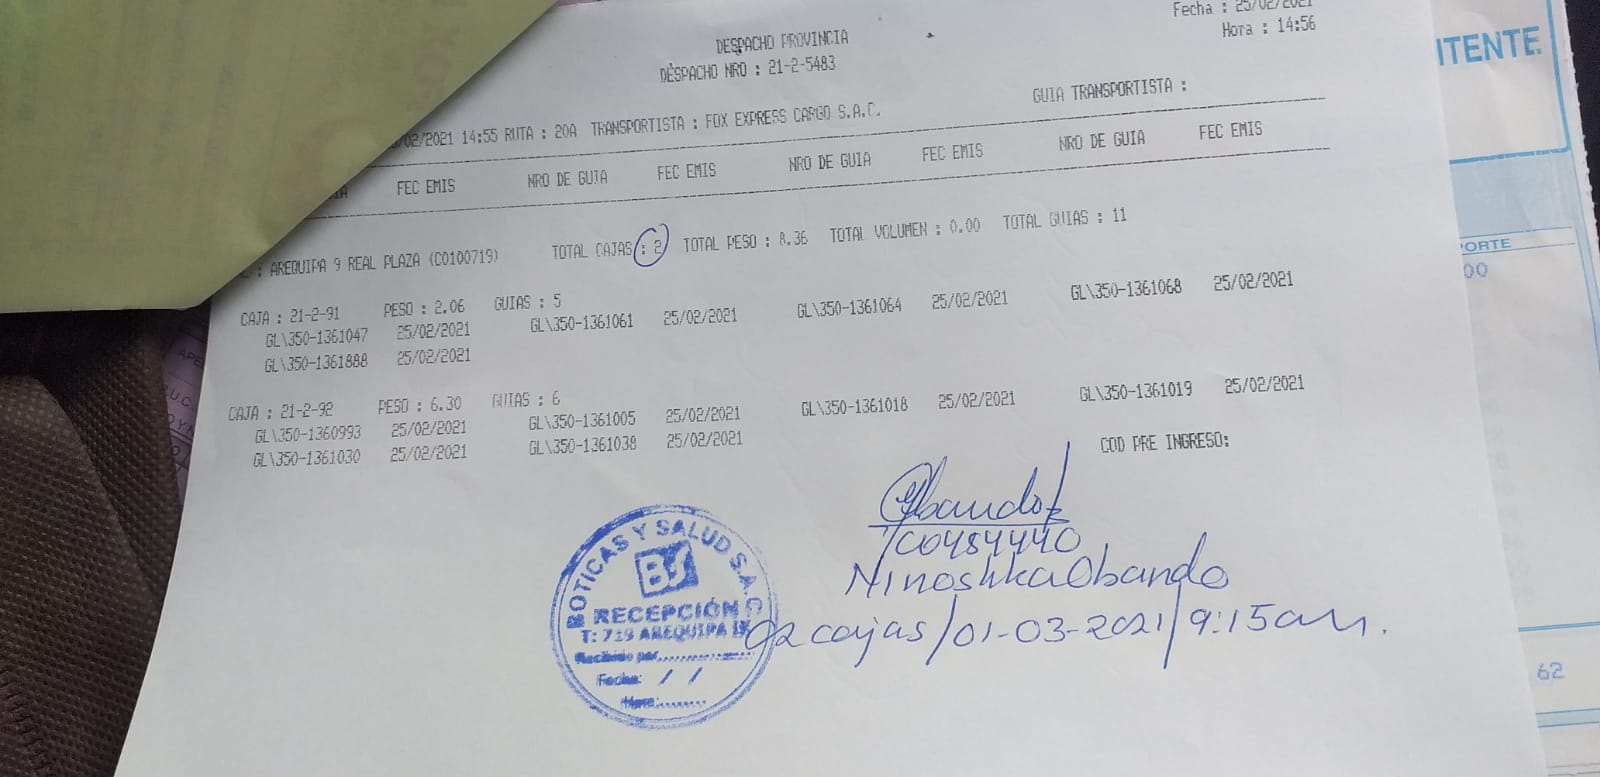 Fecha : 25/02/2021
Hora : 14:56
DESPACHO PROVINCIA
DESPACHO NRO : 21-2-5483
GUIA TRANSPORTISTA :
/02/2021 14:55 RUTA : 20A TRANSPORTISTA : FOX EXPRESS CARGO S.A.C.
IA FEC EMIS NRO DE GUIA FEC EMIS NRO DE GUIA FEC EMIS NRO DE GUIA FEC EMIS
: AREQUIPA 9 REAL PLAZA (C0100719) TOTAL CAJAS : 2 TOTAL PESO : 8.36 TOTAL VOLUMEN : 0.00 TOTAL GUIAS : 11
CAJA : 21-2-91 PESO : 2.06 GUIAS : 5
GL\350-1361047 25/02/2021 GL\350-1361061 25/02/2021 GL\350-1361064 25/02/2021 GL\350-1361068 25/02/2021
GL\350-1361888 25/02/2021
CAJA : 21-2-92 PESO : 6.30 GUIAS : 6
GL\350-1360993 25/02/2021 GL\350-1361005 25/02/2021 GL\350-1361018 25/02/2021 GL\350-1361019 25/02/2021
GL\350-1361030 25/02/2021 GL\350-1361038 25/02/2021
COD PRE INGRESO:
BOTICAS Y SALUD S.A.C
BS
RECEPCIÓN
T: 719 AREQUIPA IX
Recibido por
Fecha: / /
Hora:
Obando
Ninoshka Obando
02 cajas/01-03-2021/9:15am.
ITENTE
PORTE
00
62